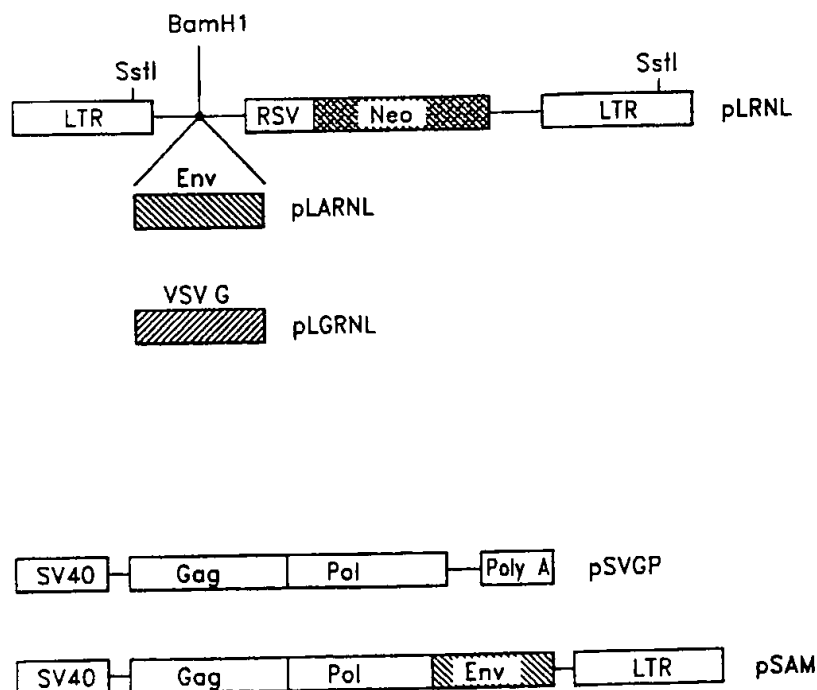 BamH1
SstI SstI
LTR RSV Neo LTR pLRNL
Env
pLARNL
VSV G
pLGRNL
SV40 Gag Pol Poly A pSVGP
SV40 Gag Pol Env LTR pSAM